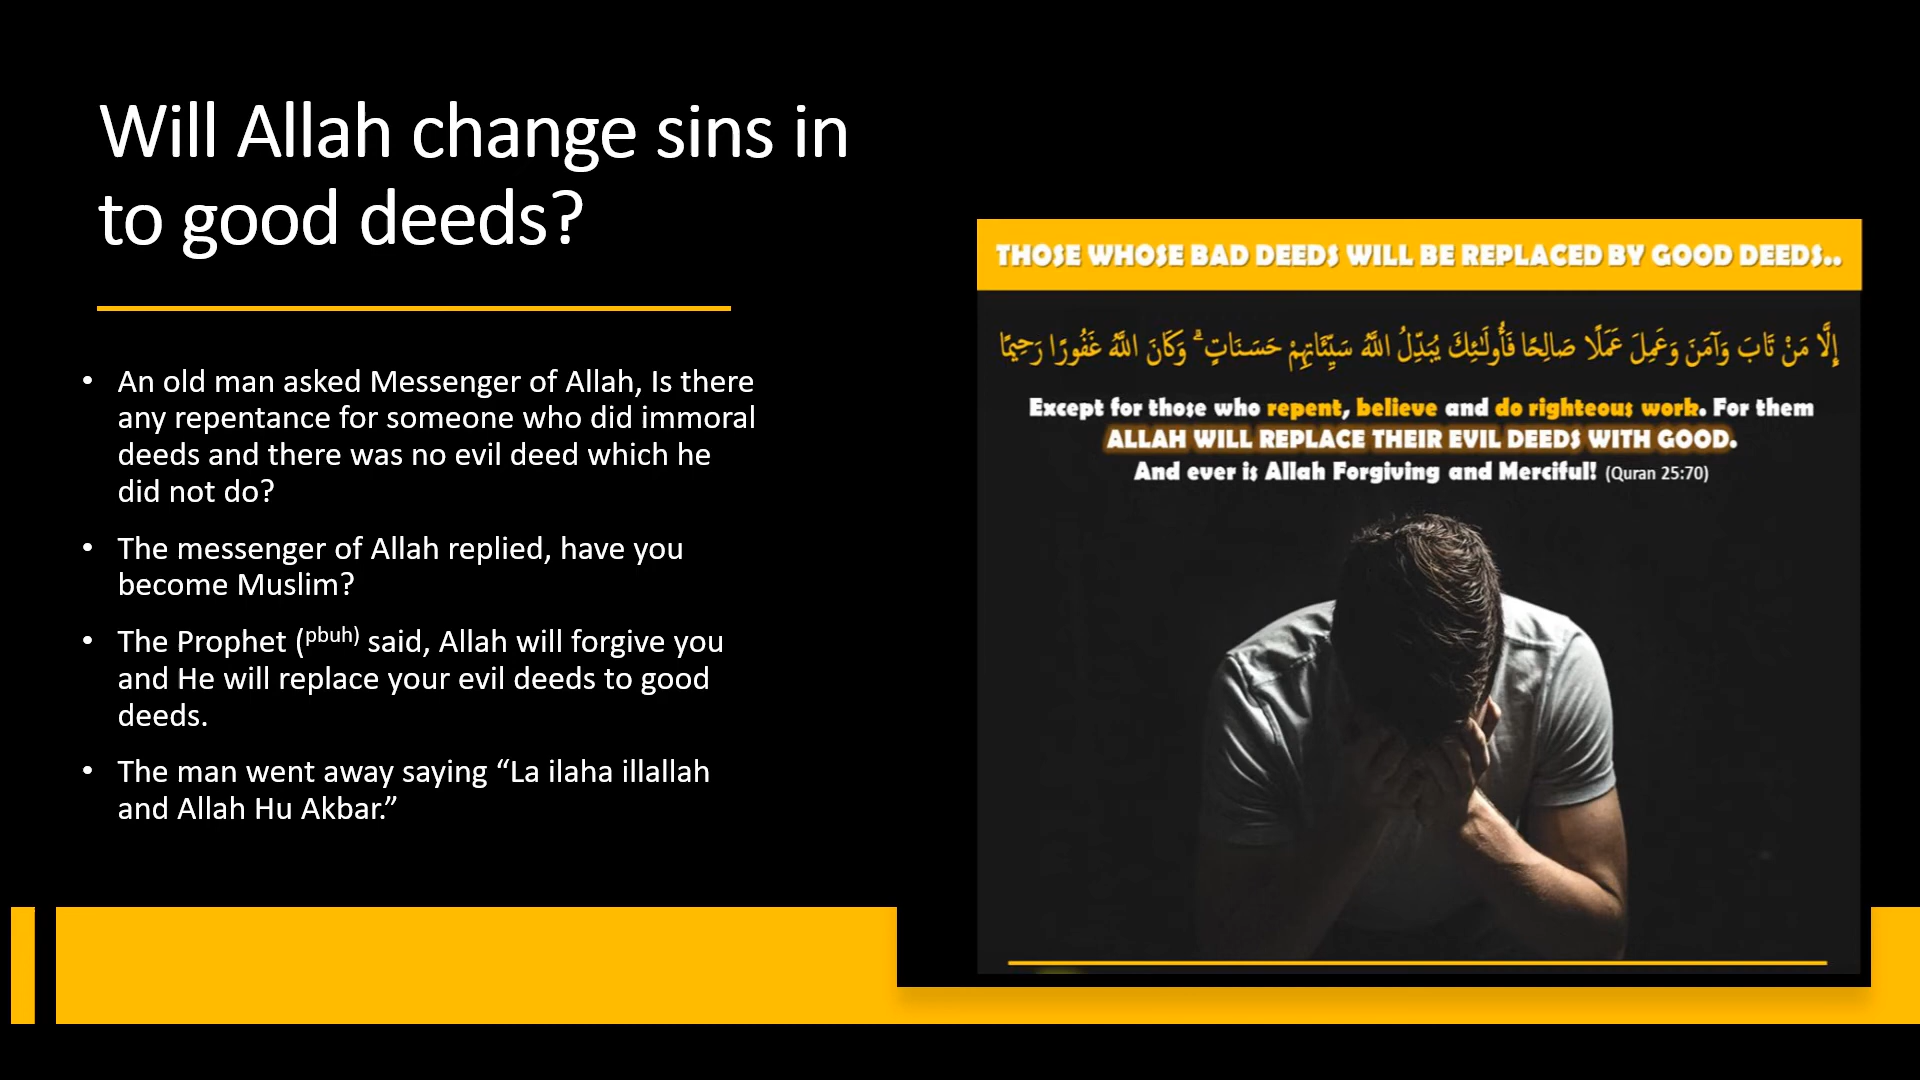 Will Allah change sins in
to good deeds?
• An old man asked Messenger of Allah, Is there
any repentance for someone who did immoral
deeds and there was no evil deed which he
did not do?
• The messenger of Allah replied, have you
become Muslim?
• The Prophet (pbuh) said, Allah will forgive you
and He will replace your evil deeds to good
deeds.
• The man went away saying “La ilaha illallah
and Allah Hu Akbar.”
THOSE WHOSE BAD DEEDS WILL BE REPLACED BY GOOD DEEDS..
إِلَّا مَنْ تَابَ وَآمَنَ وَعَمِلَ عَمَلًا صَالِحًا فَأُولَٰئِكَ يُبَدِّلُ اللَّهُ سَيِّئَاتِهِمْ حَسَنَاتٍ ۗ وَكَانَ اللَّهُ غَفُورًا رَحِيمًا
Except for those who repent, believe and do righteous work. For them
ALLAH WILL REPLACE THEIR EVIL DEEDS WITH GOOD.
And ever is Allah Forgiving and Merciful! (Quran 25:70)